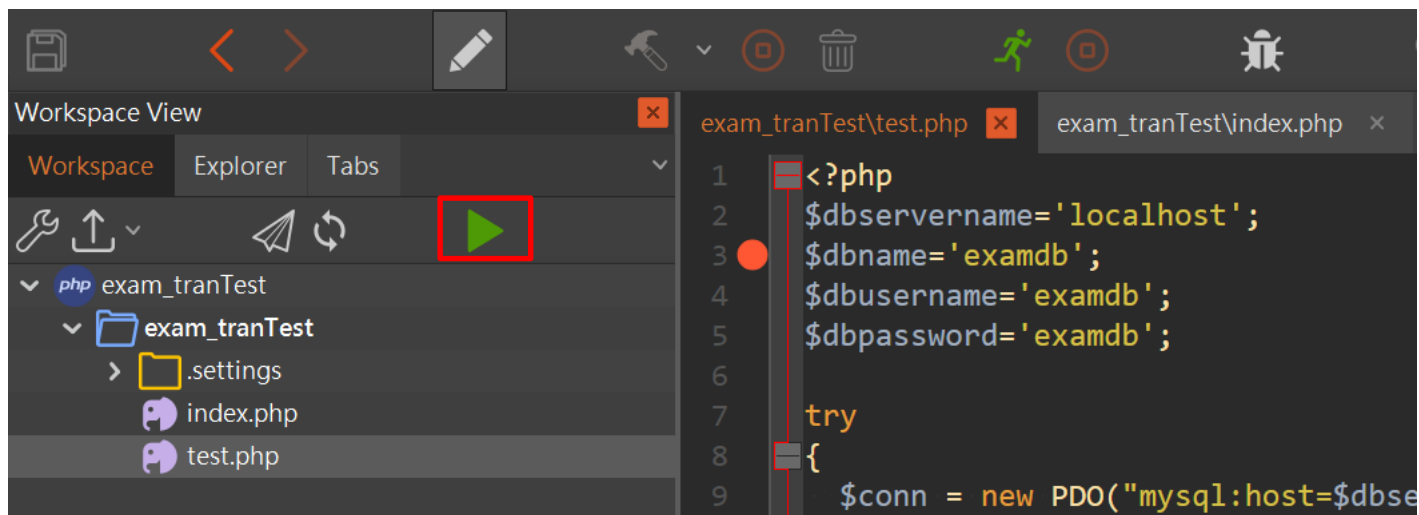 Workspace View
Workspace Explorer Tabs
php exam_tranTest
exam_tranTest
.settings
index.php
test.php
exam_tranTest\test.php exam_tranTest\index.php
1 <?php
2 $dbservername='localhost';
3 $dbname='examdb';
4 $dbusername='examdb';
5 $dbpassword='examdb';
6
7 try
8 {
9 $conn = new PDO("mysql:host=$dbse